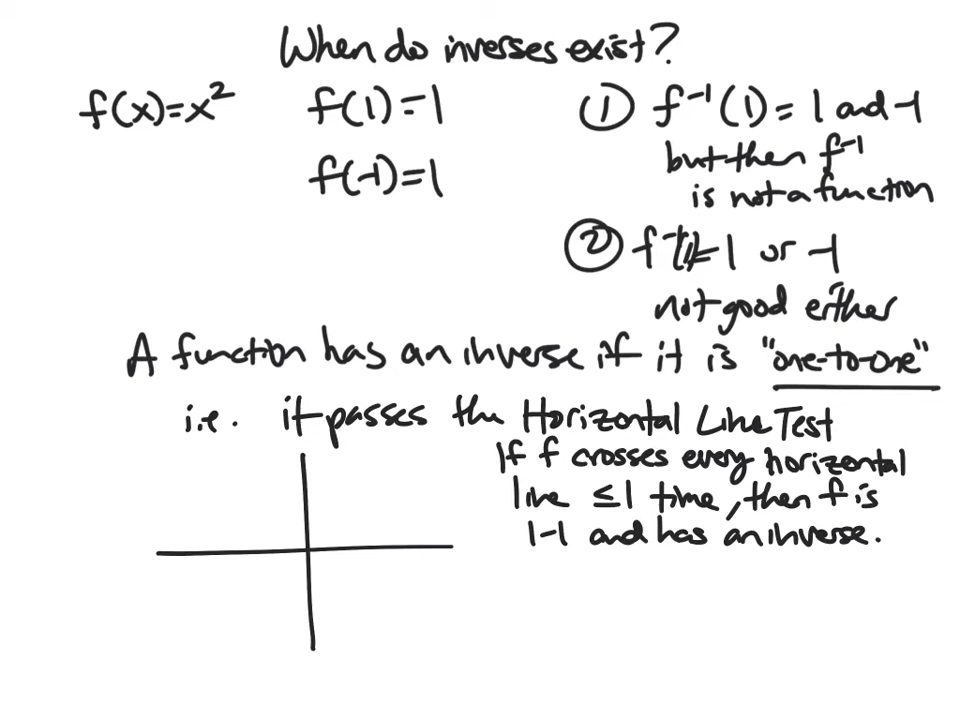 When do inverses exist?
f(x)=x²
f(1)=1
f(-1)=1
① f⁻¹(1)= 1 and -1
but then f⁻¹
is not a function
② f⁻¹(1)=1 or -1
not good either
A function has an inverse if it is "one-to-one"
i.e. it passes the Horizontal Line Test
If f crosses every horizontal
line ≤1 time, then f is
1-1 and has an inverse.